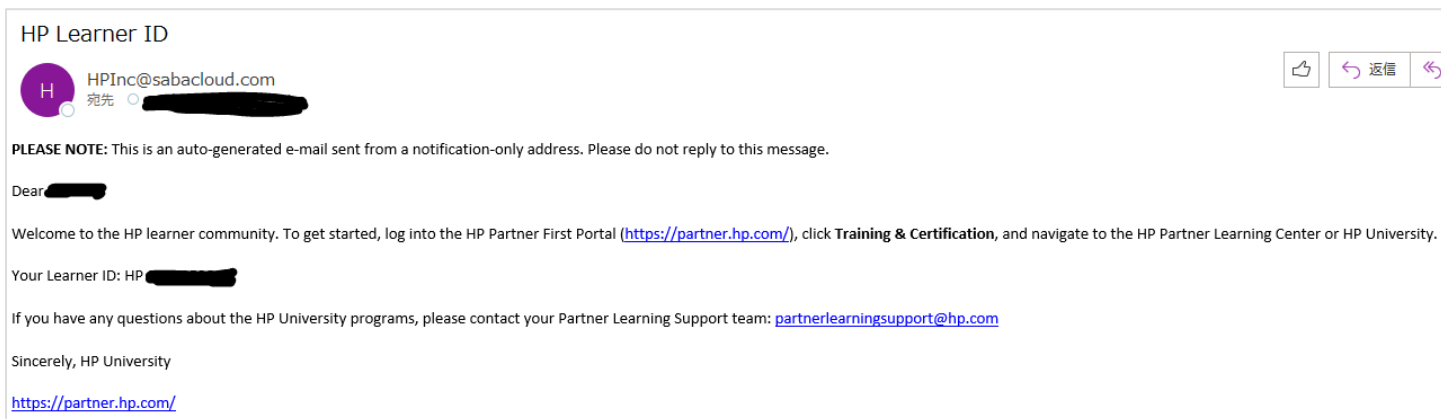 HP Learner ID
H
HPInc@sabacloud.com
宛先
返信
PLEASE NOTE: This is an auto-generated e-mail sent from a notification-only address. Please do not reply to this message.
Dear
Welcome to the HP learner community. To get started, log into the HP Partner First Portal (https://partner.hp.com/), click Training & Certification, and navigate to the HP Partner Learning Center or HP University.
Your Learner ID: HP
If you have any questions about the HP University programs, please contact your Partner Learning Support team: partnerlearningsupport@hp.com
Sincerely, HP University
https://partner.hp.com/